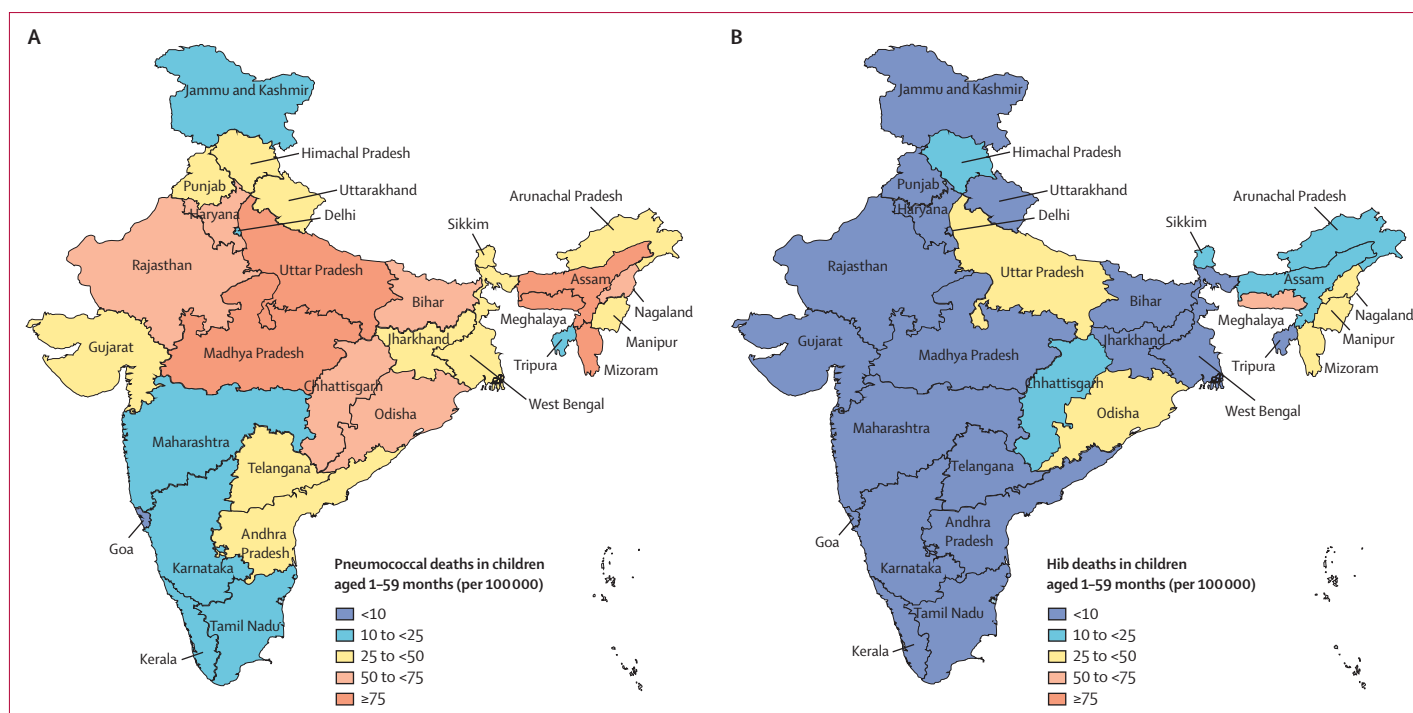 A
Jammu and Kashmir
Himachal Pradesh
Punjab
Uttarakhand
Haryana
Delhi
Arunachal Pradesh
Sikkim
Rajasthan
Uttar Pradesh
Bihar
Assam
Nagaland
Meghalaya
Manipur
Gujarat
Madhya Pradesh
Jharkhand
Tripura
Mizoram
Chhattisgarh
West Bengal
Odisha
Maharashtra
Telangana
Goa
Andhra
Pradesh
Karnataka
Tamil Nadu
Kerala
Pneumococcal deaths in children
aged 1–59 months (per 100 000)
<10
10 to <25
25 to <50
50 to <75
≥75
B
Jammu and Kashmir
Himachal Pradesh
Punjab
Uttarakhand
Haryana
Delhi
Arunachal Pradesh
Sikkim
Rajasthan
Uttar Pradesh
Bihar
Assam
Nagaland
Meghalaya
Manipur
Gujarat
Madhya Pradesh
Jharkhand
Tripura
Mizoram
Chhattisgarh
West Bengal
Odisha
Maharashtra
Telangana
Goa
Andhra
Pradesh
Karnataka
Tamil Nadu
Kerala
Hib deaths in children
aged 1–59 months (per 100 000)
<10
10 to <25
25 to <50
50 to <75
≥75